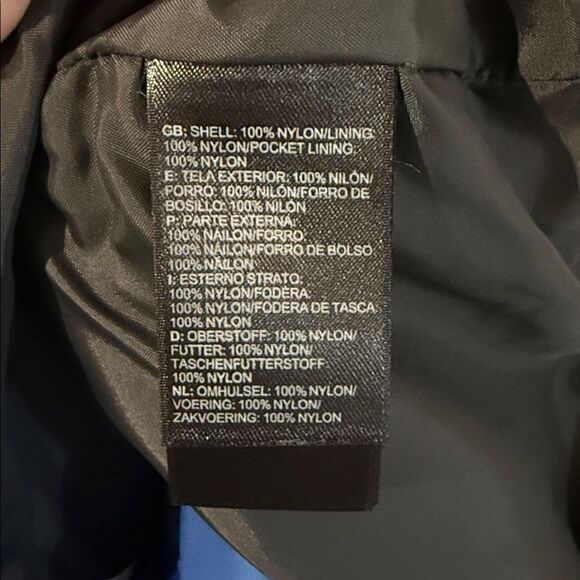 GB: SHELL: 100% NYLON/LINING:
100% NYLON/POCKET LINING:
100% NYLON
E: TELA EXTERIOR: 100% NILÓN/
FORRO: 100% NILÓN/FORRO DE
BOSILLO: 100% NILÓN
P: PARTE EXTERNA:
100% NÁILON/FORRO:
100% NÁILON/FORRO DE BOLSO
100% NÁILON
I: ESTERNO STRATO:
100% NYLON/FODERA:
100% NYLON/FODERA DE TASCA:
100% NYLON
D: OBERSTOFF: 100% NYLON/
FUTTER: 100% NYLON/
TASCHENFUTTERSTOFF:
100% NYLON
NL: OMHULSEL: 100% NYLON/
VOERING: 100% NYLON/
ZAKVOERING: 100% NYLON